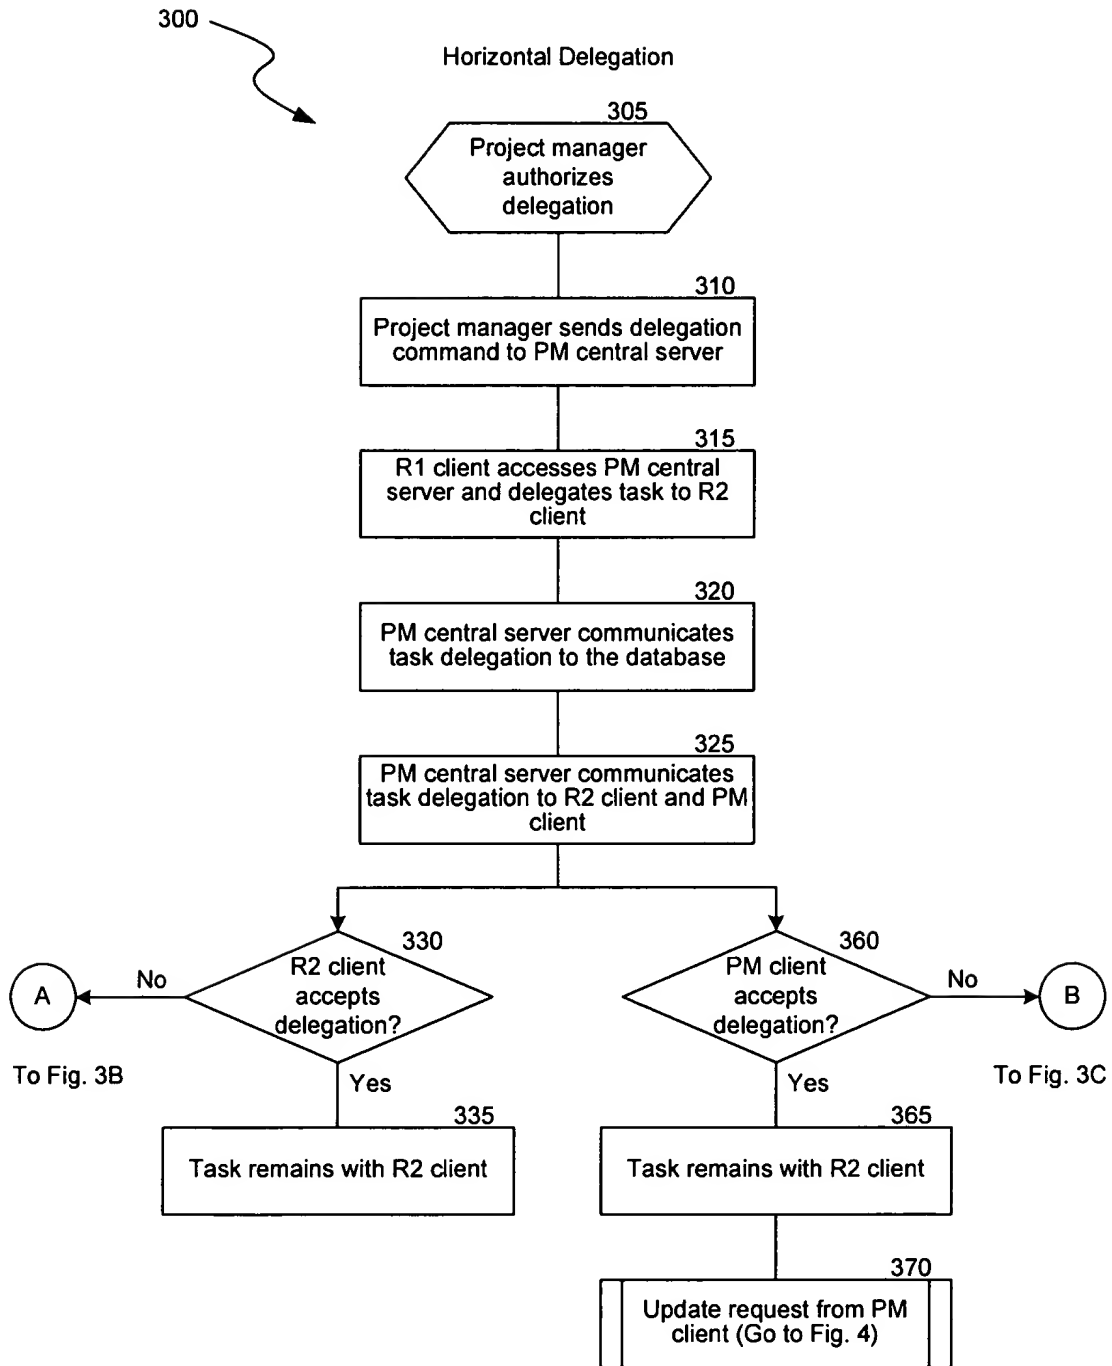 300
Horizontal Delegation
305
Project manager
authorizes
delegation
310
Project manager sends delegation
command to PM central server
315
R1 client accesses PM central
server and delegates task to R2
client
320
PM central server communicates
task delegation to the database
325
PM central server communicates
task delegation to R2 client and PM
client
330
R2 client
accepts
delegation?
No
A
To Fig. 3B
Yes
335
Task remains with R2 client
360
PM client
accepts
delegation?
No
B
To Fig. 3C
Yes
365
Task remains with R2 client
370
Update request from PM
client (Go to Fig. 4)